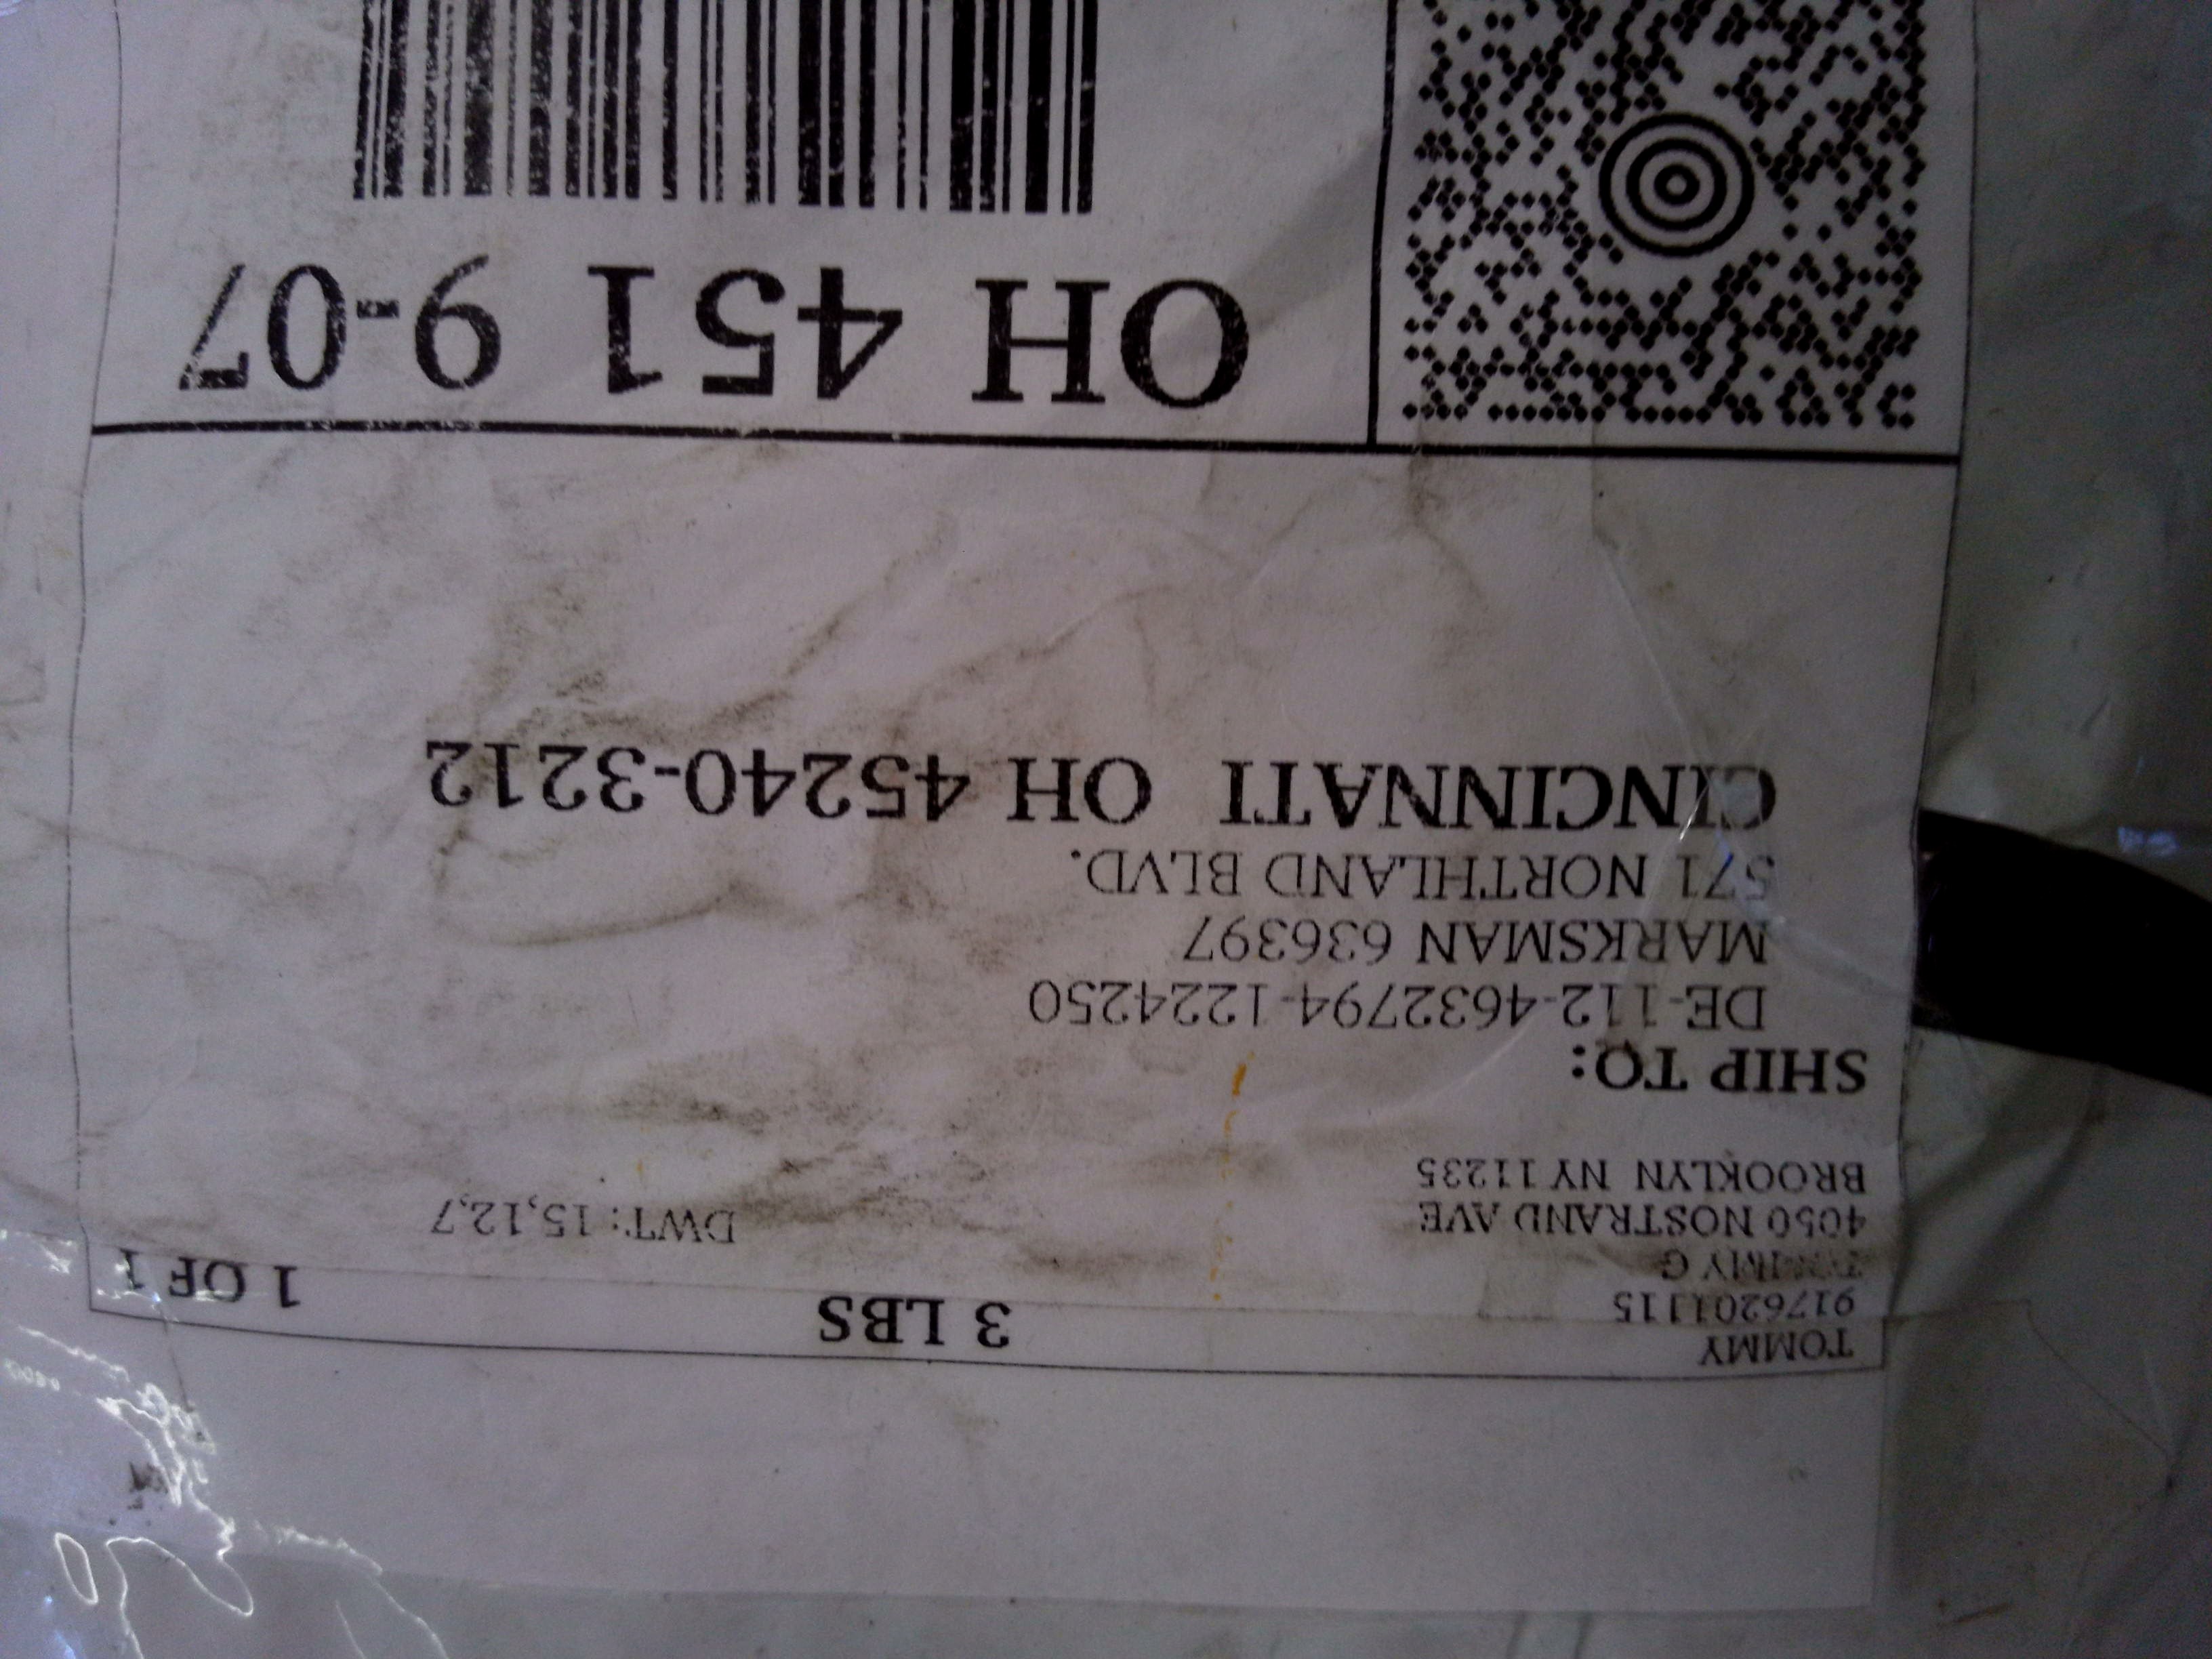 TOMMY
9176201115
TOMMY G
4050 NOSTRAND AVE
BROOKLYN NY 11235
3 LBS
1 OF 1
DWT: 15,12,7
SHIP TO:
DE-112-4632794-1224250
MARKSMAN 636397
571 NORTHLAND BLVD.
CINCINNATI OH 45240-3212
OH 451 9-07